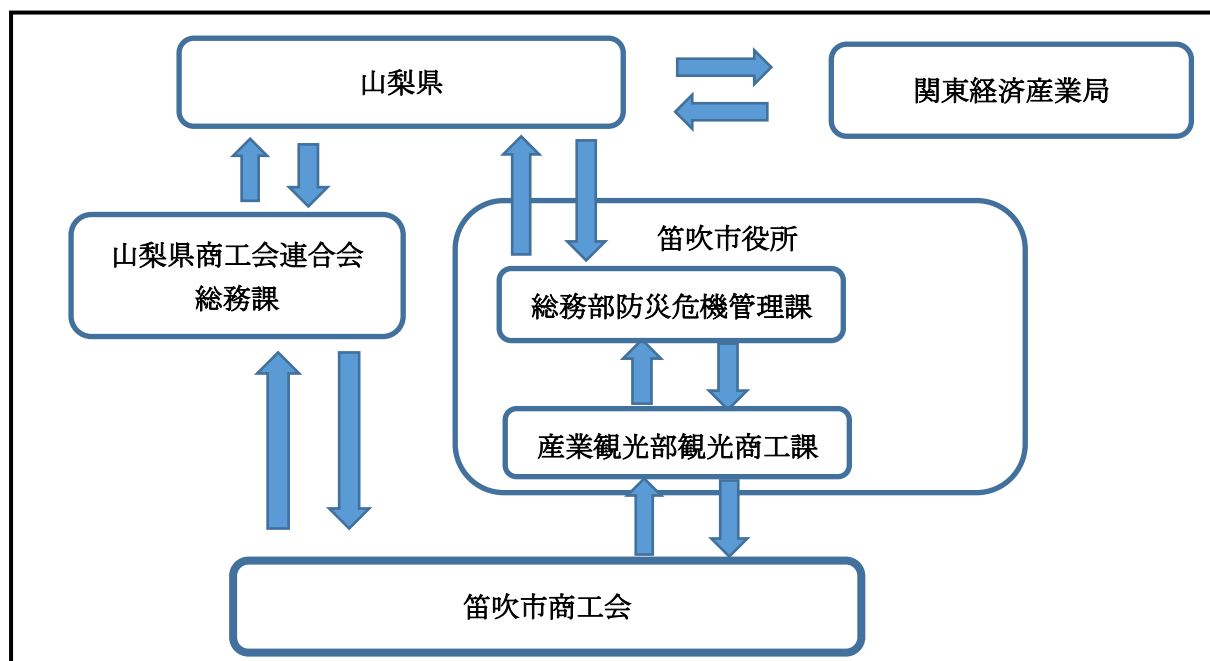 山梨県
関東経済産業局
山梨県商工会連合会
総務課
笛吹市役所
総務部防災危機管理課
産業観光部観光商工課
笛吹市商工会